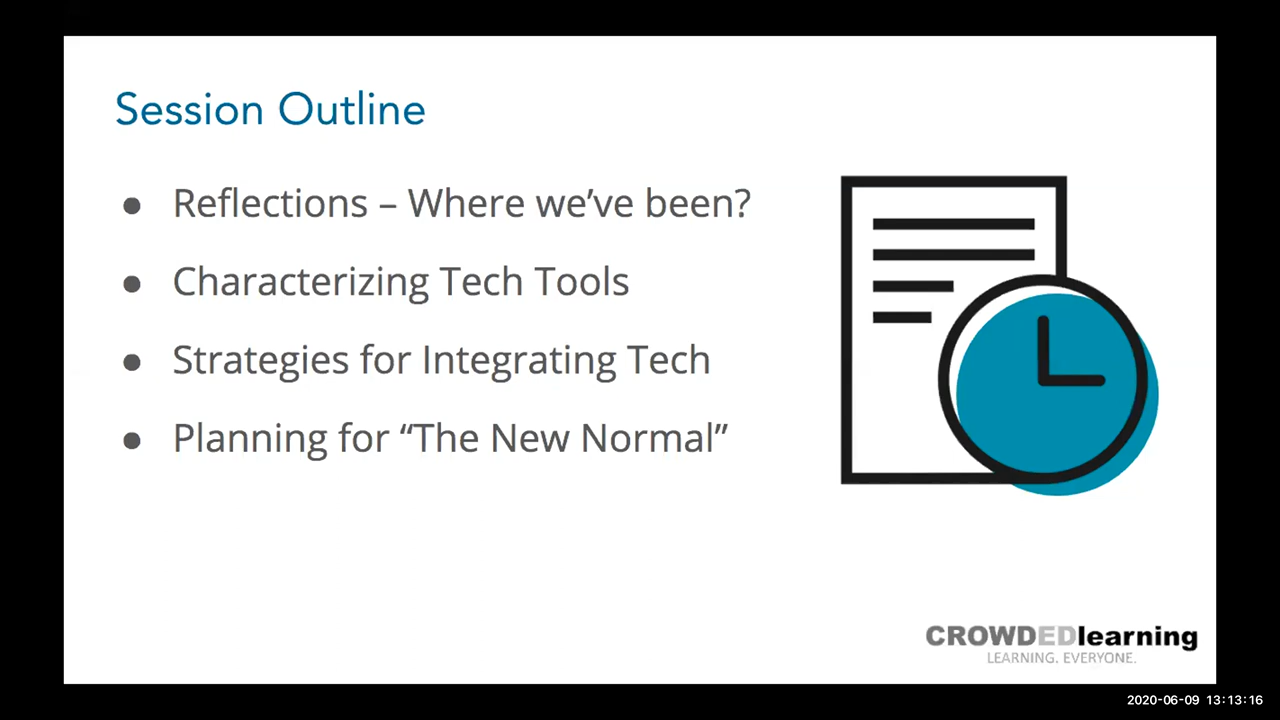 Session Outline
● Reflections – Where we’ve been?
● Characterizing Tech Tools
● Strategies for Integrating Tech
● Planning for “The New Normal”
CROWDEDlearning
LEARNING. EVERYONE.
2020-06-09 13:13:16